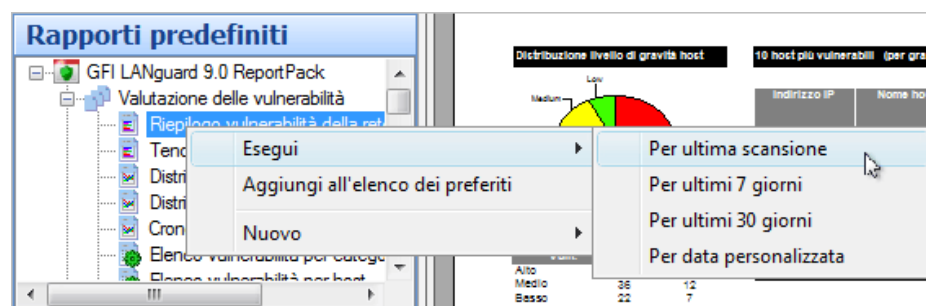 Rapporti predefiniti
GFI LANguard 9.0 ReportPack
Valutazione delle vulnerabilità
Riepilogo vulnerabilità della rete
Tend
Distri
Distri
Cron
Elenco vulnerabilità per catego
Elenco vulnerabilità per host
Esegui
Aggiungi all'elenco dei preferiti
Nuovo
Per ultima scansione
Per ultimi 7 giorni
Per ultimi 30 giorni
Per data personalizzata
Distribuzione livello di gravità host
Low
Medium
10 host più vulnerabili (per gra
Indirizzo IP Nome ho
Alto
Medio 36 12
Basso 22 7